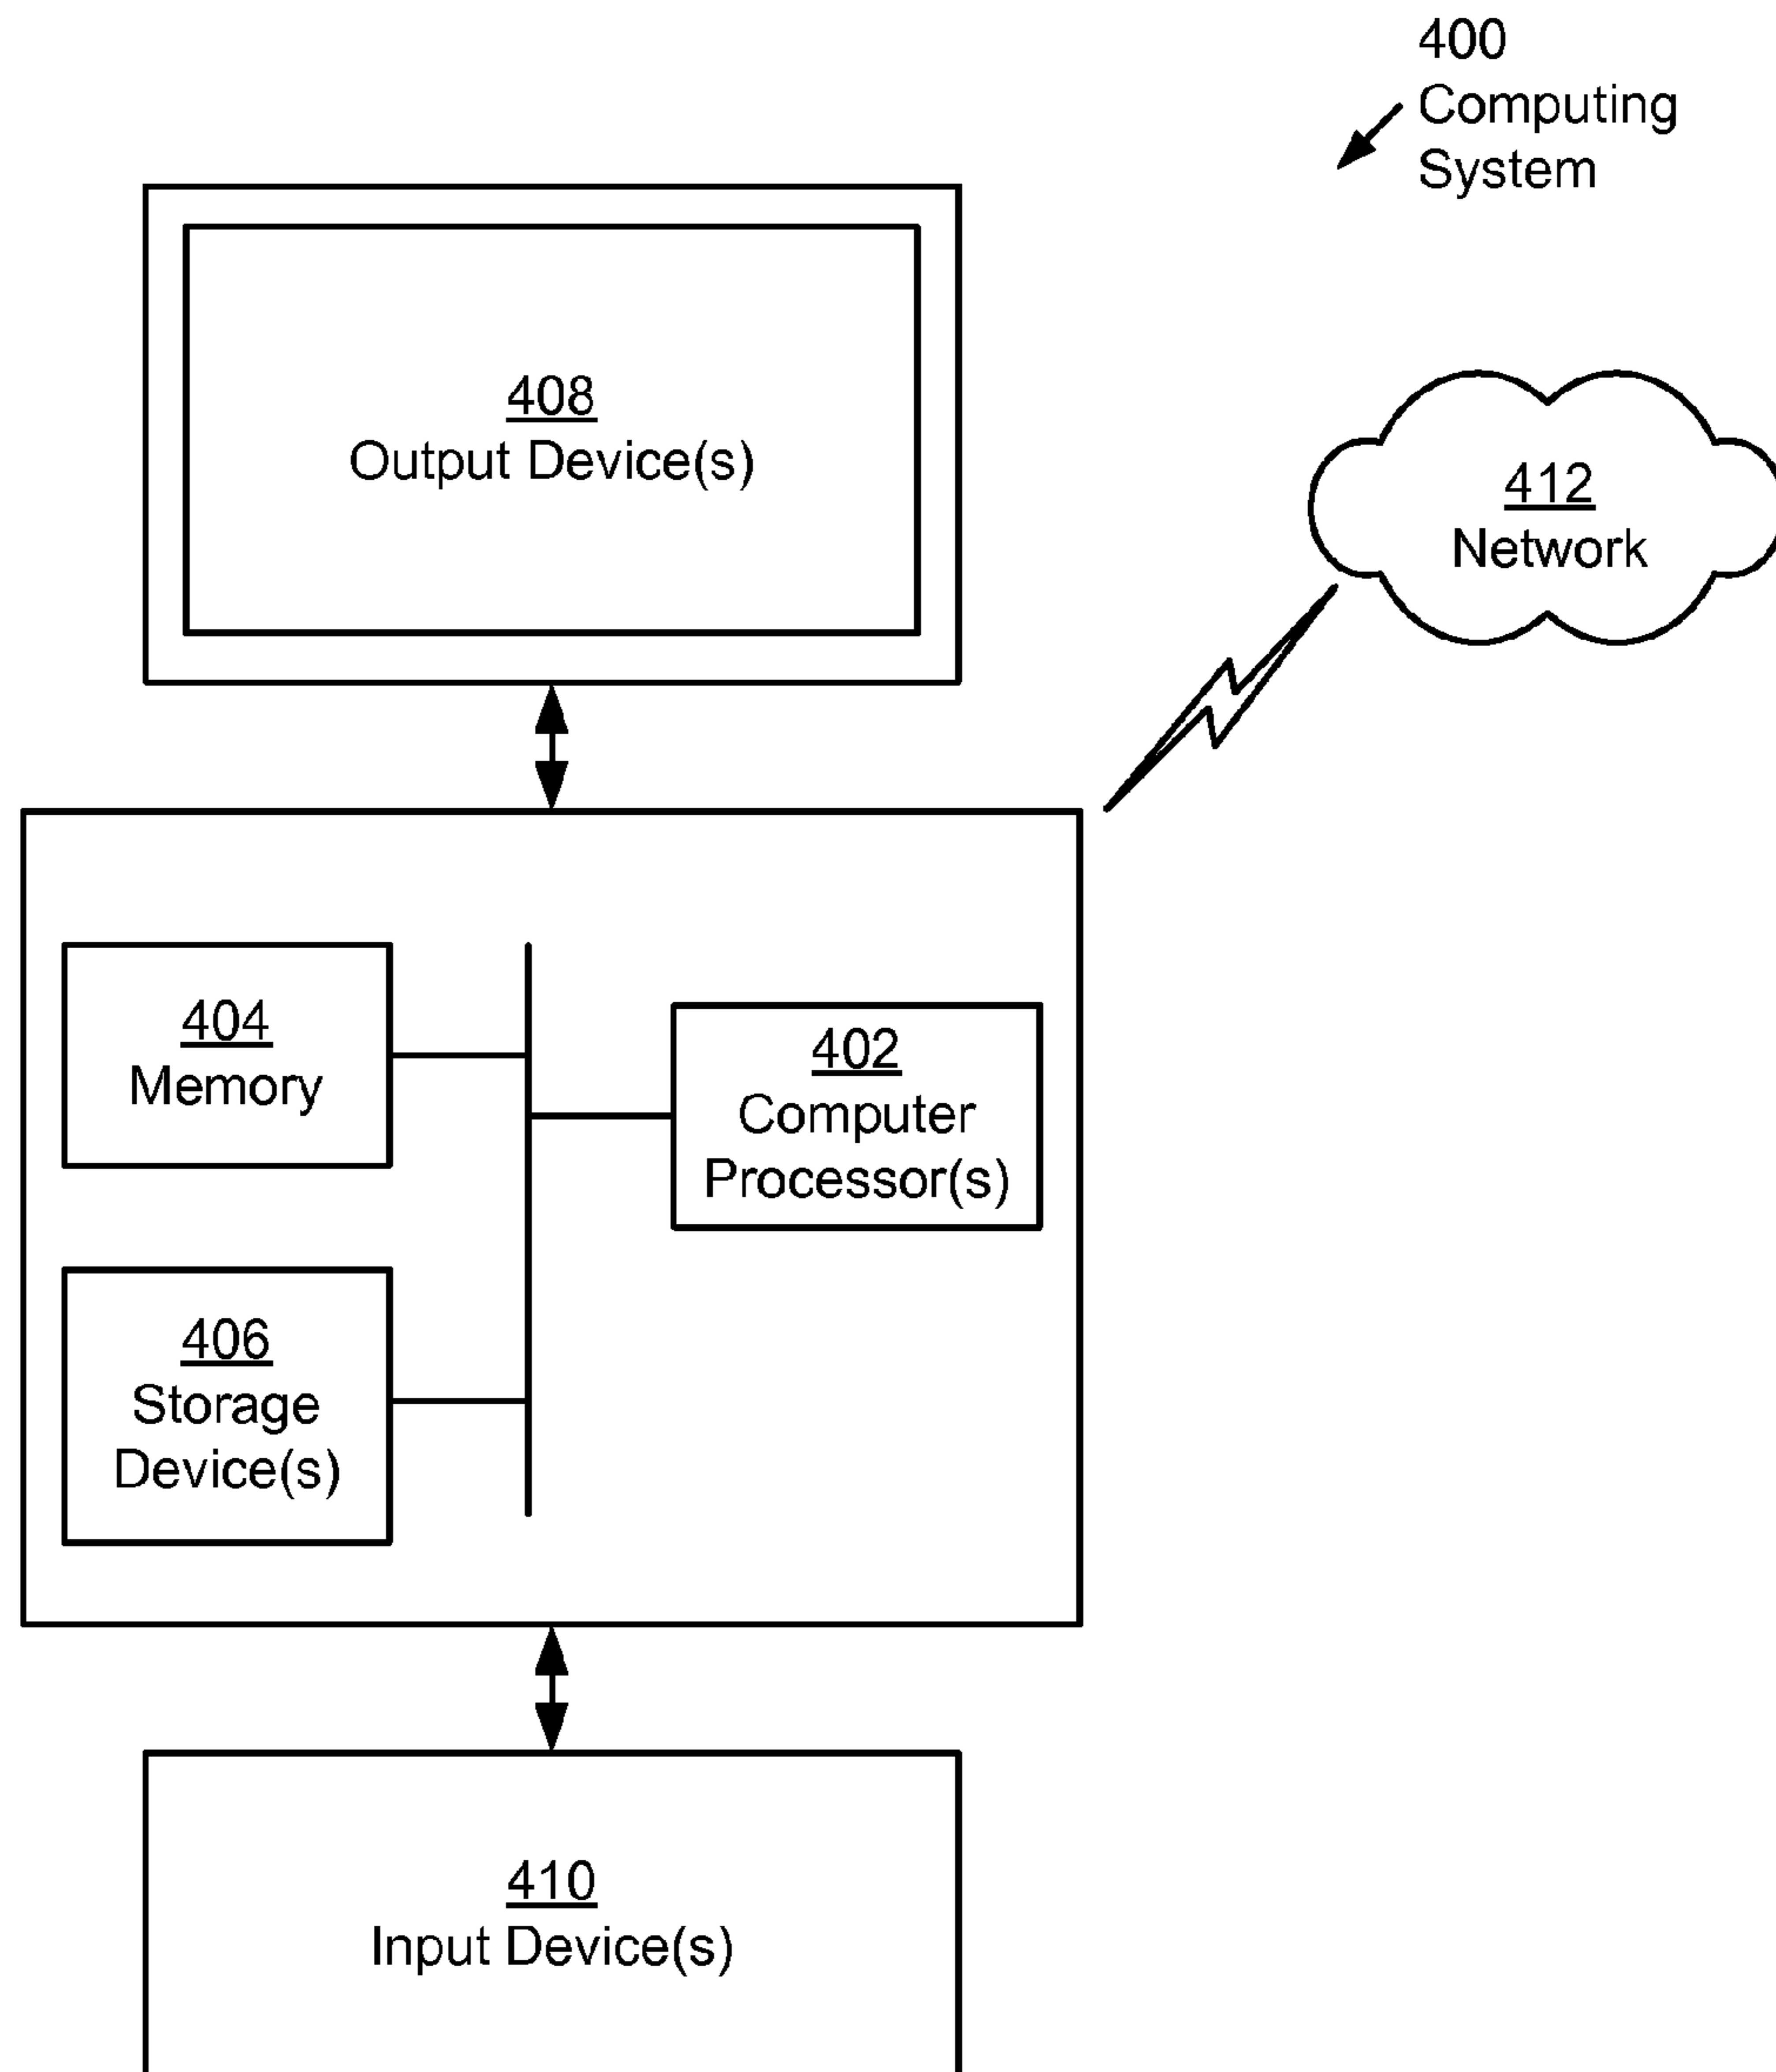 400
Computing
System
408
Output Device(s)
412
Network
404
Memory
402
Computer
Processor(s)
406
Storage
Device(s)
410
Input Device(s)